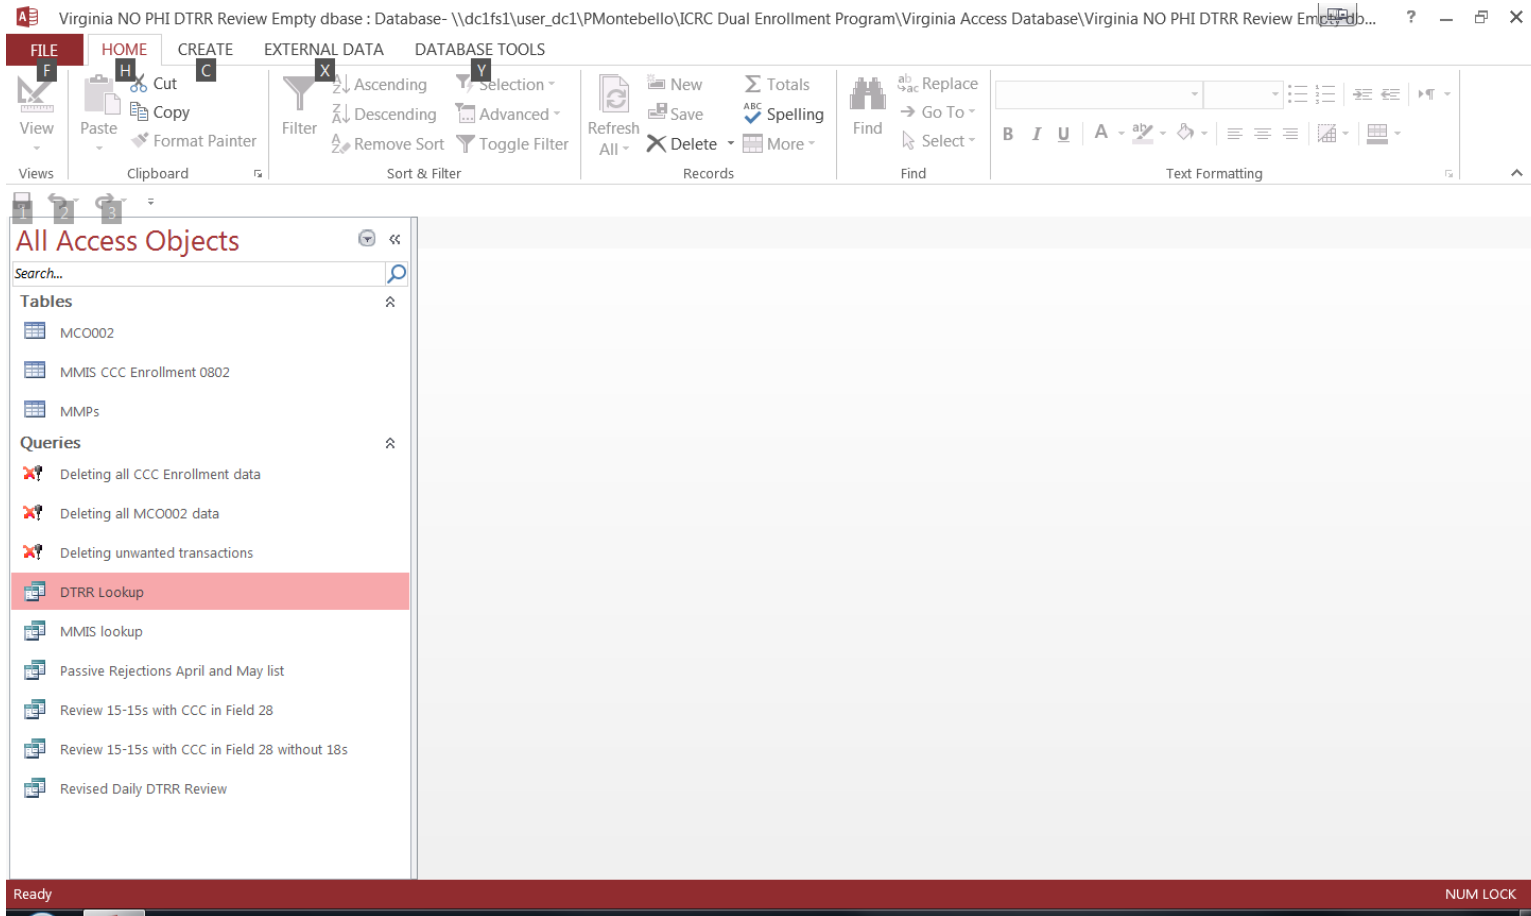 Virginia NO PHI DTRR Review Empty dbase : Database- \\dc1fs1\user_dc1\PMontebello\ICRC Dual Enrollment Program\Virginia Access Database\Virginia NO PHI DTRR Review Em
FILE HOME CREATE EXTERNAL DATA DATABASE TOOLS
F H C X Y
Cut
Copy
Format Painter
View
Paste
Filter
Ascending
Descending
Remove Sort
Selection
Advanced
Toggle Filter
Refresh All
New
Save
Delete
Totals
Spelling
More
Find
Replace
Go To
Select
B I U A
Views Clipboard Sort & Filter Records Find Text Formatting
1 2 3
All Access Objects
Search...
Tables
MCO002
MMIS CCC Enrollment 0802
MMPs
Queries
Deleting all CCC Enrollment data
Deleting all MCO002 data
Deleting unwanted transactions
DTRR Lookup
MMIS lookup
Passive Rejections April and May list
Review 15-15s with CCC in Field 28
Review 15-15s with CCC in Field 28 without 18s
Revised Daily DTRR Review
Ready NUM LOCK